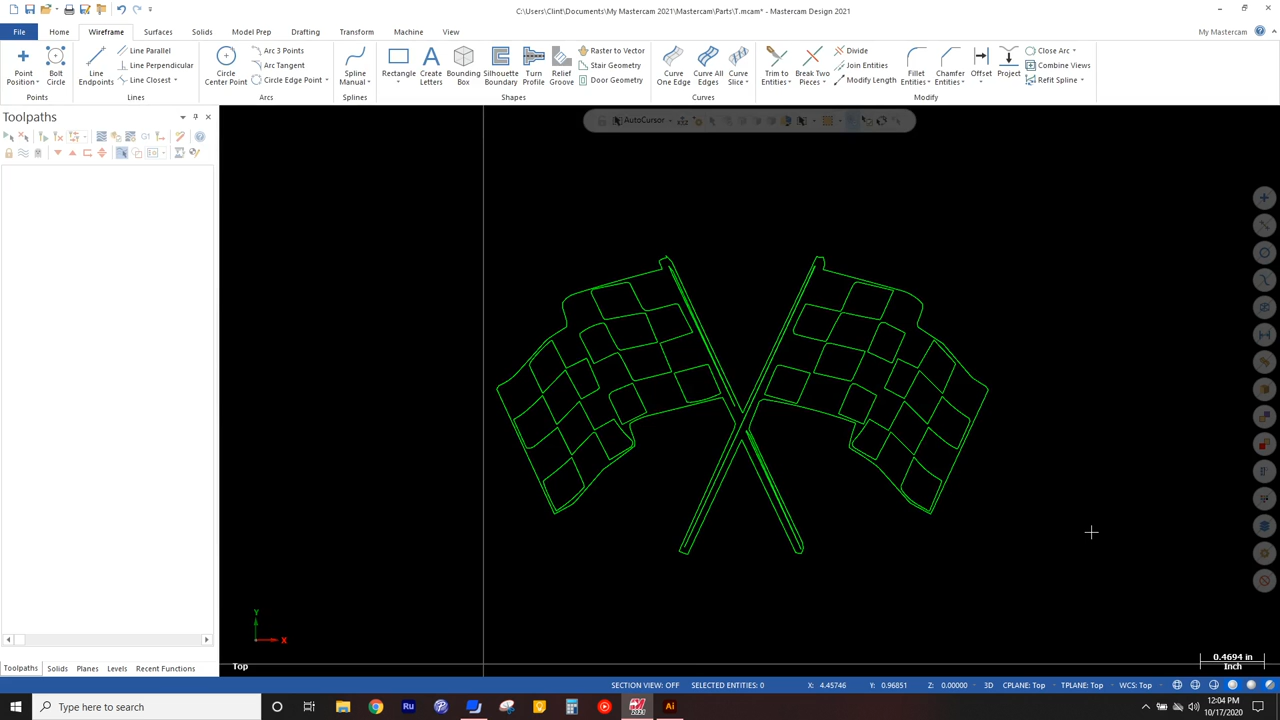 C:\Users\Clint\Documents\My Mastercam 2021\Mastercam\Parts\T.mcam* - Mastercam Design 2021
File Home Wireframe Surfaces Solids Model Prep Drafting Transform Machine View My Mastercam
Point Position
Bolt Circle
Points
Line Endpoints
Line Parallel
Line Perpendicular
Line Closest
Lines
Circle Center Point
Arc 3 Points
Arc Tangent
Circle Edge Point
Arcs
Spline Manual
Splines
Rectangle
Create Letters
Bounding Box
Silhouette Boundary
Turn Profile
Relief Groove
Raster to Vector
Stair Geometry
Door Geometry
Shapes
Curve One Edge
Curve All Edges
Curve Slice
Curves
Trim to Entities
Break Two Pieces
Divide
Join Entities
Modify Length
Fillet Entities
Chamfer Entities
Offset
Project
Close Arc
Combine Views
Refit Spline
Modify
Toolpaths
G1
AutoCursor
Y
X
Top
0.4694 in
Inch
Toolpaths Solids Planes Levels Recent Functions
SECTION VIEW: OFF SELECTED ENTITIES: 0 X: 4.45746 Y: 0.96851 Z: 0.00000 3D CPLANE: Top TPLANE: Top WCS: Top
Type here to search
Ru
2021
Ai
12:04 PM
10/17/2020